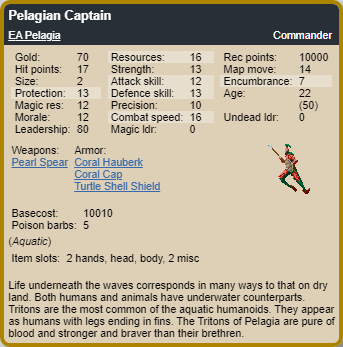 Pelagian Captain
EA Pelagia Commander
Gold: 70 Resources: 16 Rec points: 10000
Hit points: 17 Strength: 13 Map move: 14
Size: 2 Attack skill: 12 Encumbrance: 7
Protection: 13 Defence skill: 13 Age: 22
Magic res: 12 Precision: 10 (50)
Morale: 12 Combat speed: 16 Undead ldr: 0
Leadership: 80 Magic ldr: 0
Weapons: Armor:
Pearl Spear Coral Hauberk
Coral Cap
Turtle Shell Shield
Basecost: 10010
Poison barbs: 5
(Aquatic)
Item slots: 2 hands, head, body, 2 misc
Life underneath the waves corresponds in many ways to that on dry
land. Both humans and animals have underwater counterparts.
Tritons are the most common of the aquatic humanoids. They appear
as humans with legs ending in fins. The Tritons of Pelagia are pure of
blood and stronger and braver than their brethren.